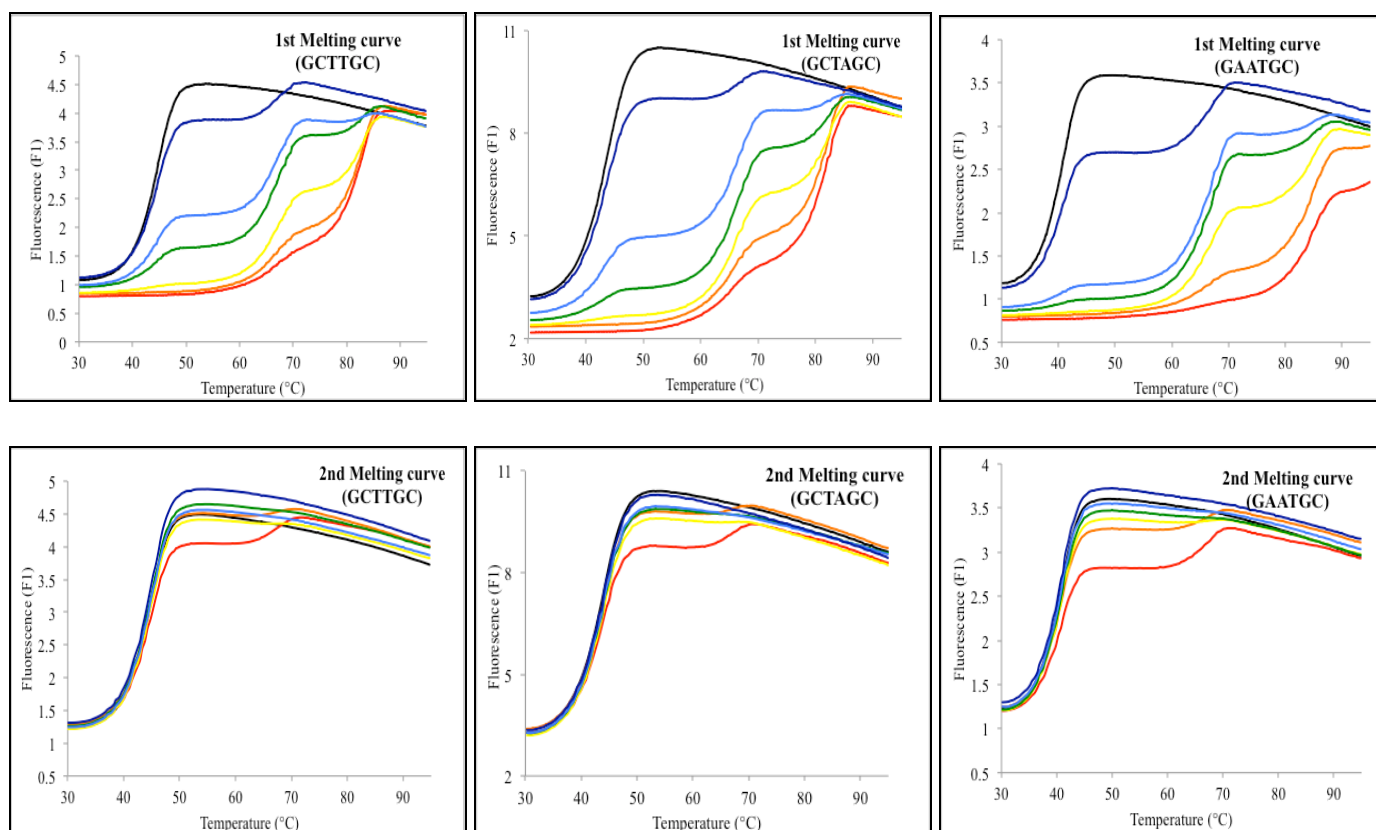 1st Melting curve
(GCTTGC)
5
4.5
4
3.5
3
2.5
2
1.5
1
0.5
0
30 40 50 60 70 80 90
Fluorescence (F1)
Temperature (°C)
1st Melting curve
(GCTAGC)
11
8
5
2
30 40 50 60 70 80 90
Fluorescence (F1)
Temperature (°C)
1st Melting curve
(GAATGC)
4
3.5
3
2.5
2
1.5
1
0.5
30 40 50 60 70 80 90
Fluorescence (F1)
Temperature (°C)
2nd Melting curve
(GCTTGC)
5
4.5
4
3.5
3
2.5
2
1.5
1
0.5
30 40 50 60 70 80 90
Fluorescence (F1)
Temperature (°C)
2nd Melting curve
(GCTAGC)
11
8
5
2
30 40 50 60 70 80 90
Fluorescence (F1)
Temperature (°C)
2nd Melting curve
(GAATGC)
4
3.5
3
2.5
2
1.5
1
0.5
30 40 50 60 70 80 90
Fluorescence (F1)
Temperature (°C)